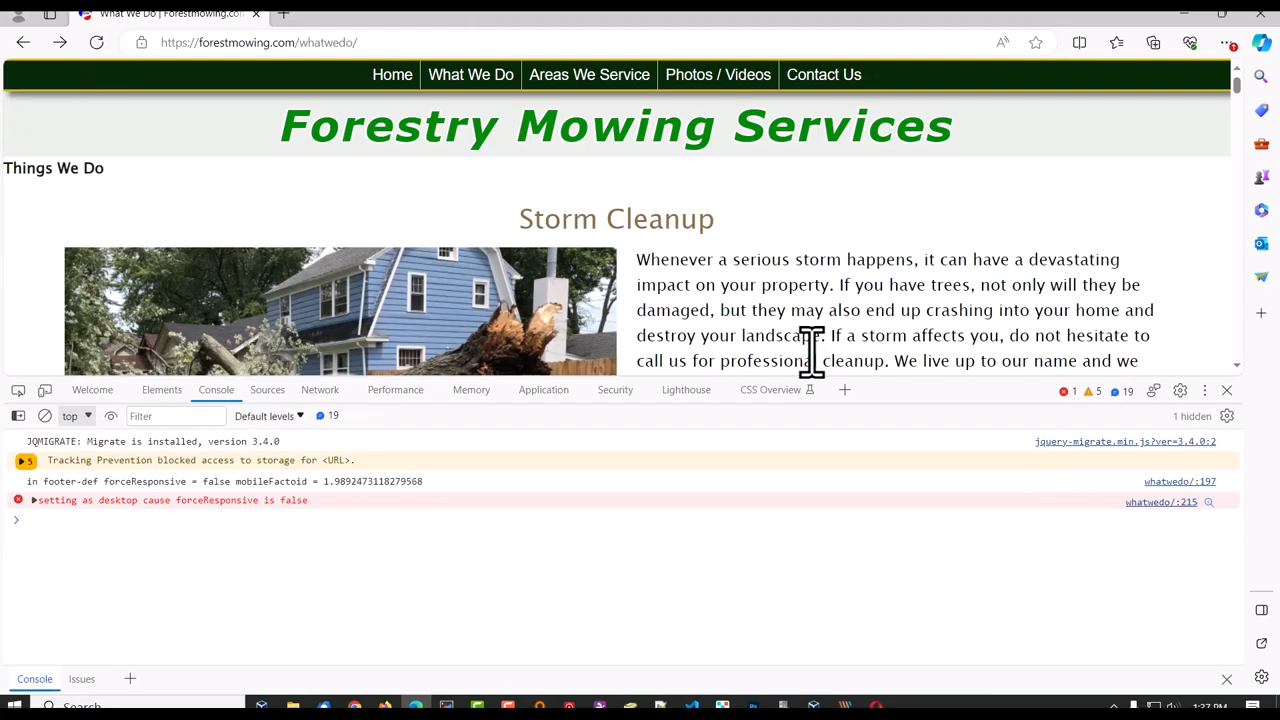 What We Do | Forestmowing.co
https://forestmowing.com/whatwedo/
Home What We Do Areas We Service Photos / Videos Contact Us
Forestry Mowing Services
Things We Do
Storm Cleanup
Whenever a serious storm happens, it can have a devastating
impact on your property. If you have trees, not only will they be
damaged, but they may also end up crashing into your home and
destroy your landscape. If a storm affects you, do not hesitate to
call us for professional cleanup. We live up to our name and we
Welcome Elements Console Sources Network Performance Memory Application Security Lighthouse CSS Overview
1 5 19
top Filter Default levels 19 1 hidden
JQMIGRATE: Migrate is installed, version 3.4.0 jquery-migrate.min.js?ver=3.4.0:2
5 Tracking Prevention blocked access to storage for <URL>.
in footer-def forceResponsive = false mobileFactoid = 1.9892473118279568 whatwedo/:197
setting as desktop cause forceResponsive is false whatwedo/:215
Console Issues
Search 1:37 PM